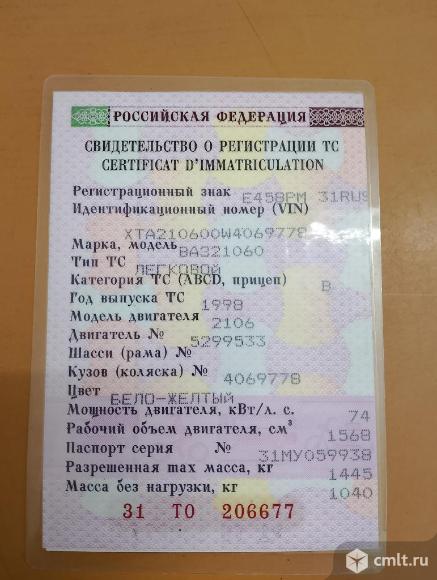 РОССИЙСКАЯ ФЕДЕРАЦИЯ
СВИДЕТЕЛЬСТВО О РЕГИСТРАЦИИ ТС
CERTIFICAT D'IMMATRICULATION
Регистрационный знак Е458РМ 31RUS
Идентификационный номер (VIN)
XTA210600W4069778
Марка, модель ВАЗ21060
Тип ТС ЛЕГКОВОЙ
Категория ТС (ABCD, прицеп) B
Год выпуска ТС 1998
Модель двигателя 2106
Двигатель № 5299533
Шасси (рама) №
Кузов (коляска) № 4069778
Цвет БЕЛО-ЖЕЛТЫЙ
Мощность двигателя, кВт/л. с. 74
Рабочий объем двигателя, см³ 1568
Паспорт серия № 31МУ059938
Разрешенная max масса, кг 1445
Масса без нагрузки, кг 1040
31 ТО 206677
cmlt.ru